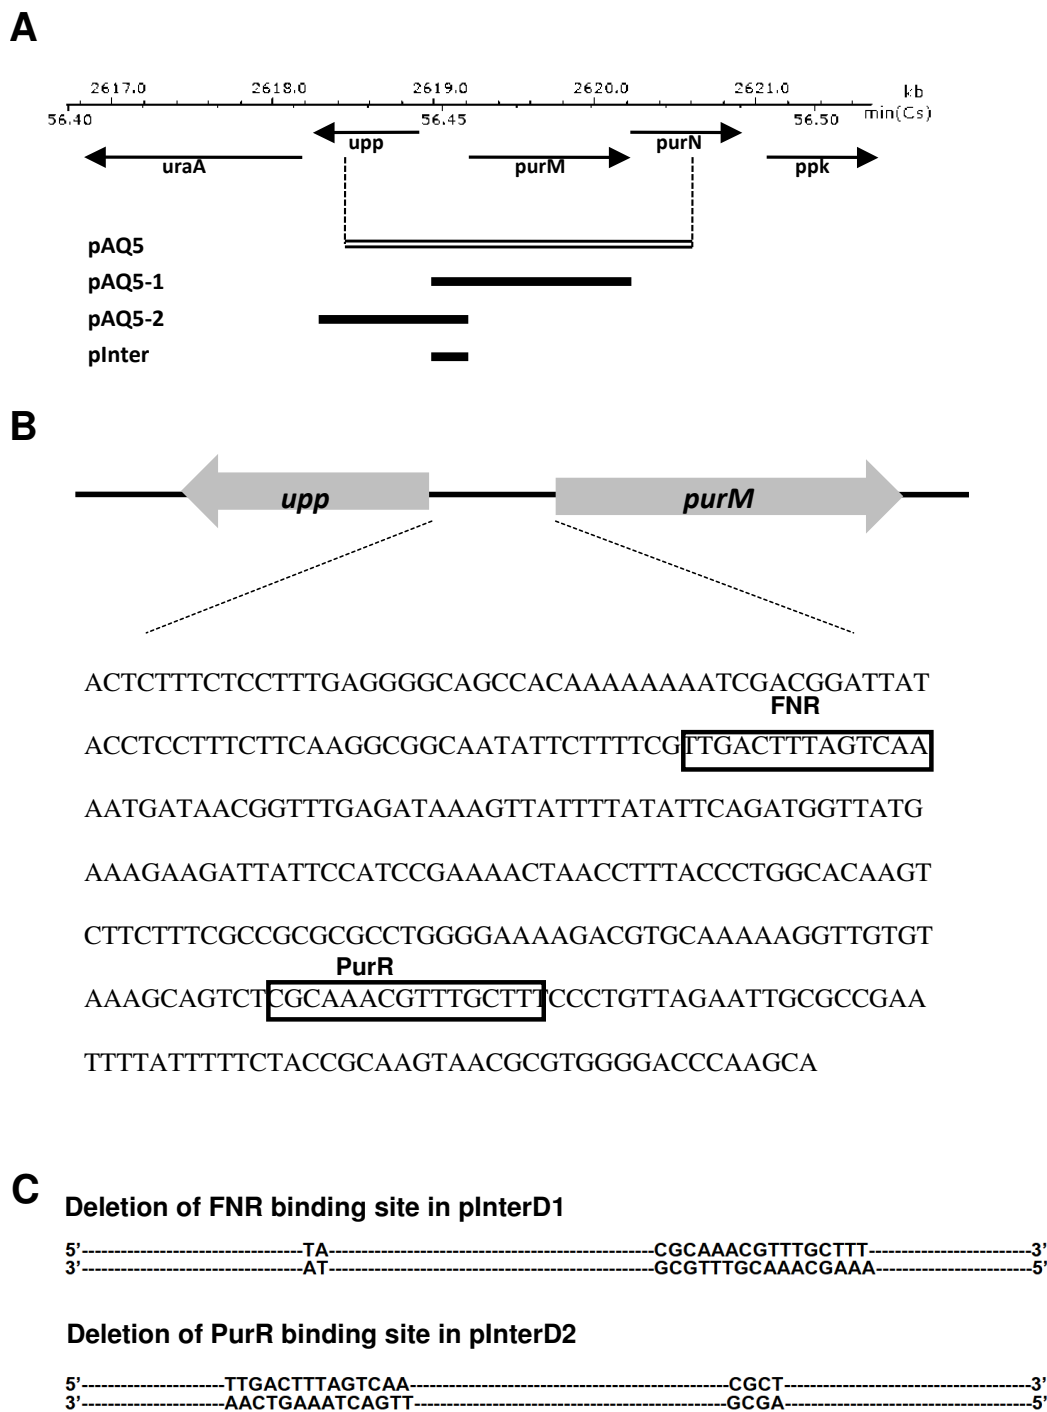 A
2617.0 2618.0 2619.0 2620.0 2621.0 kb
56.40 56.45 56.50 min(Cs)
upp purN
uraA purM ppk
pAQ5
pAQ5-1
pAQ5-2
pInter
B
upp purM
ACTCTTTCTCCTTTGAGGGGCAGCCACAAAAAAAATCGACGGATTAT
FNR
ACCTCCTTTCTTCAAGGCGGCAATATTCTTTTCGTTGACTTTAGTCAA
AATGATAACGGTTTGAGATAAAGTTATTTTATATTCAGATGGTTATG
AAAGAAGATTATTCCATCCGAAAACTAACCTTTACCCTGGCACAAGT
CTTCTTTCGCCGCGCGCCTGGGGAAAAGACGTGCAAAAAGGTTGTGT
PurR
AAAGCAGTCTCGCAAACGTTTGCTTTCCCTGTTAGAATTGCGCCGAA
TTTTATTTTTCTACCGCAAGTAACGCGTGGGGACCCAAGCA
C
Deletion of FNR binding site in pInterD1
5’----------------------------------TA--------------------------------------------------CGCAAACGTTTGCTTT-------------------------3’
3’----------------------------------AT--------------------------------------------------GCGTTTGCAAACGAAA------------------------5’
Deletion of PurR binding site in pInterD2
5’----------------------TTGACTTTAGTCAA-------------------------------------------------CGCT--------------------------------------3’
3’----------------------AACTGAAATCAGTT------------------------------------------------GCGA--------------------------------------5’